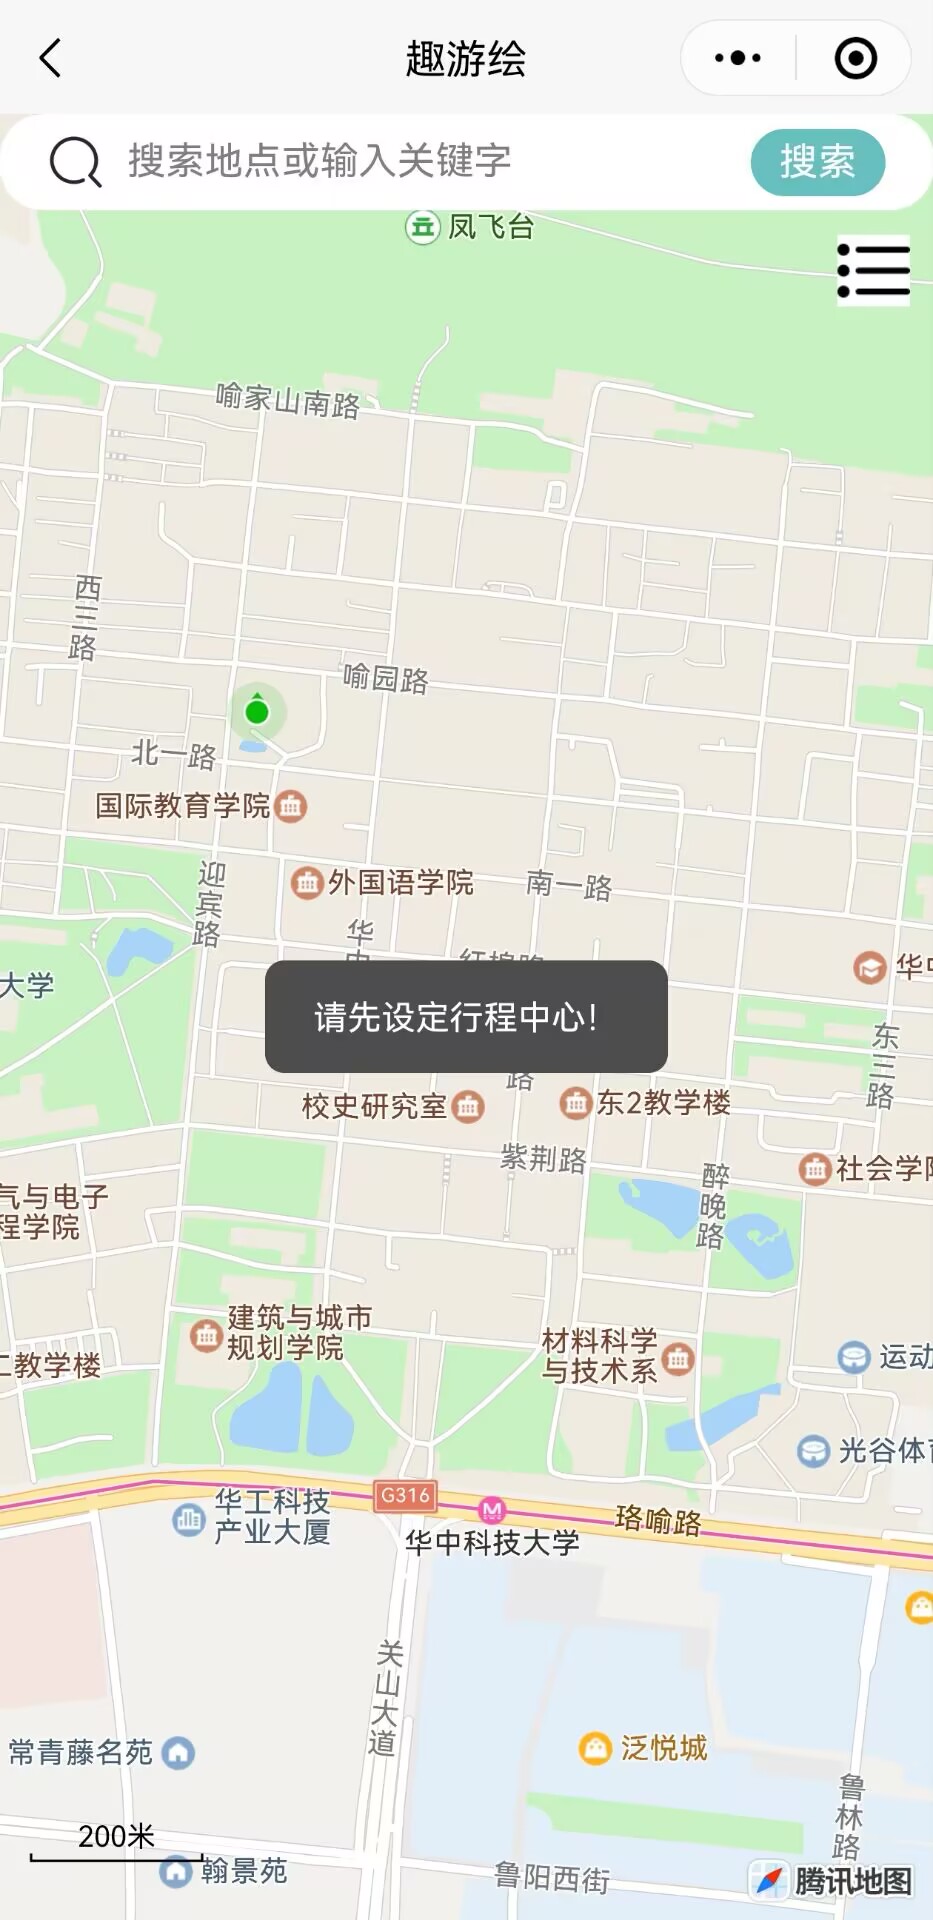 趣游绘
搜索地点或输入关键字
搜索
凤飞台
喻家山南路
西三路
喻园路
北一路
国际教育学院
迎宾路
外国语学院
南一路
华中
大学
请先设定行程中心!
路
东三路
校史研究室
东2教学楼
紫荆路
醉晚路
社会学院
气与电子
程学院
建筑与城市
规划学院
材料科学
与技术系
二教学楼
运动
光谷体育
G316
华工科技
产业大厦
珞喻路
华中科技大学
关山大道
常青藤名苑
泛悦城
鲁林路
200米
翰景苑
鲁阳西街
腾讯地图